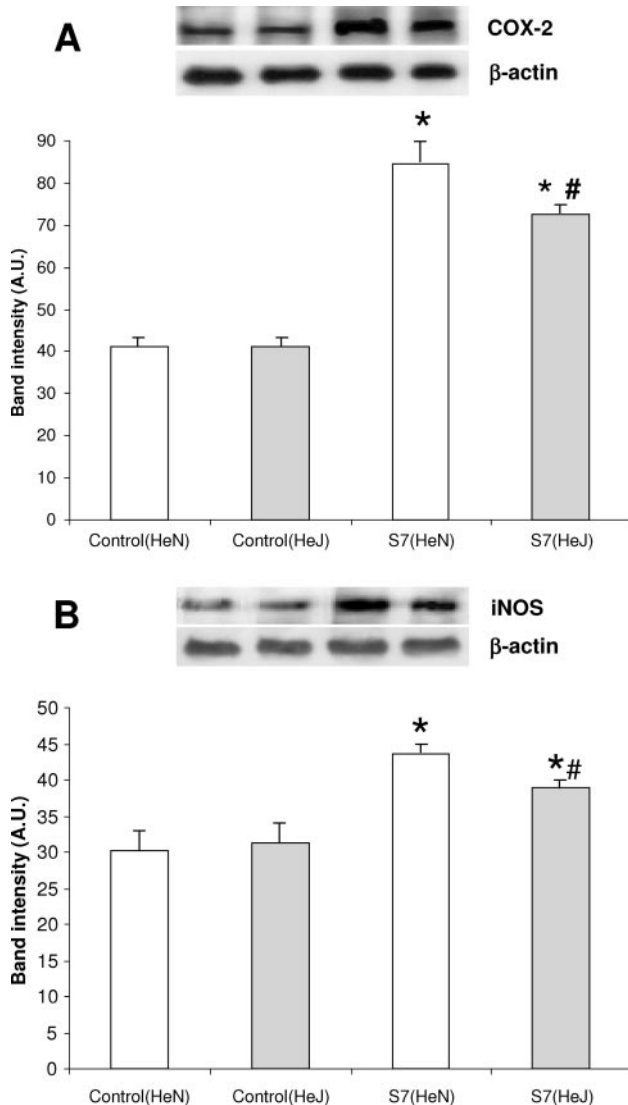 A
COX-2
β-actin
Band intensity (A.U.)
90
80
70
60
50
40
30
20
10
0
*
* #
Control(HeN) Control(HeJ) S7(HeN) S7(HeJ)
B
iNOS
β-actin
Band intensity (A.U.)
50
45
40
35
30
25
20
15
10
5
0
*
*#
Control(HeN) Control(HeJ) S7(HeN) S7(HeJ)